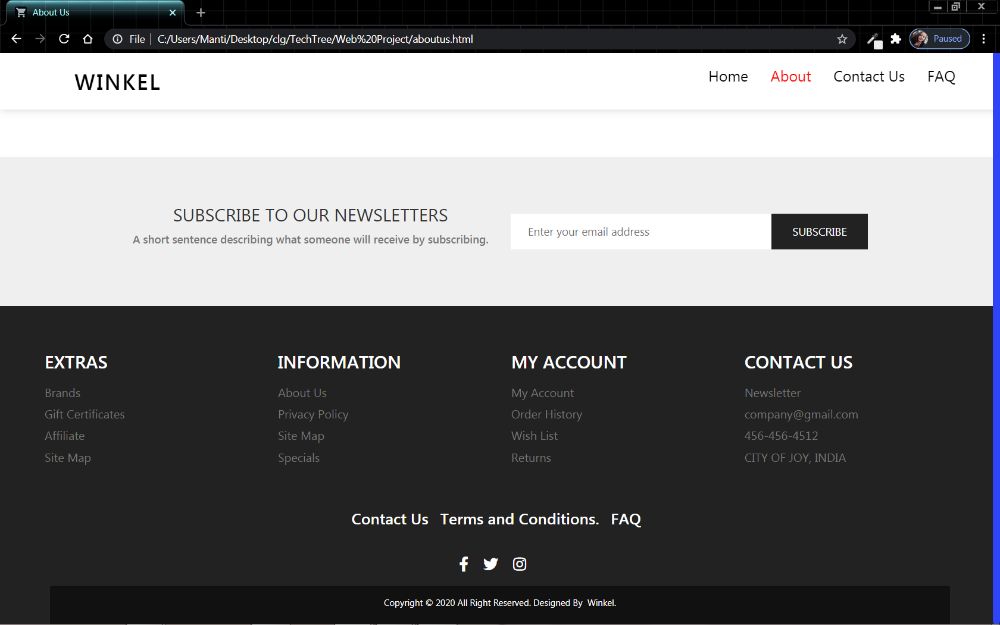 About Us
File C:/Users/Manti/Desktop/clg/TechTree/Web%20Project/aboutus.html Paused
WINKEL Home About Contact Us FAQ
SUBSCRIBE TO OUR NEWSLETTERS
A short sentence describing what someone will receive by subscribing.
Enter your email address SUBSCRIBE
EXTRAS
Brands
Gift Certificates
Affiliate
Site Map
INFORMATION
About Us
Privacy Policy
Site Map
Specials
MY ACCOUNT
My Account
Order History
Wish List
Returns
CONTACT US
Newsletter
company@gmail.com
456-456-4512
CITY OF JOY, INDIA
Contact Us Terms and Conditions. FAQ
Copyright © 2020 All Right Reserved. Designed By Winkel.